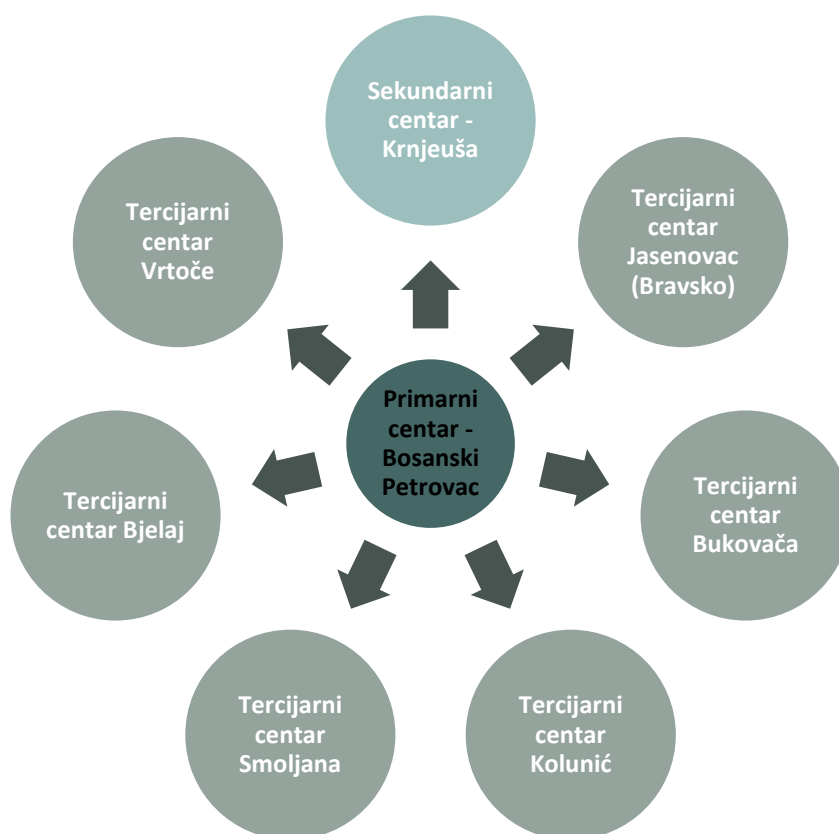 Sekundarni
centar -
Krnjeuša
Tercijarni
centar
Vrtoče
Tercijarni
centar
Jasenovac
(Bravsko)
Primarni
centar -
Bosanski
Petrovac
Tercijarni
centar Bjelaj
Tercijarni
centar
Bukovača
Tercijarni
centar
Smoljana
Tercijarni
centar
Kolunić